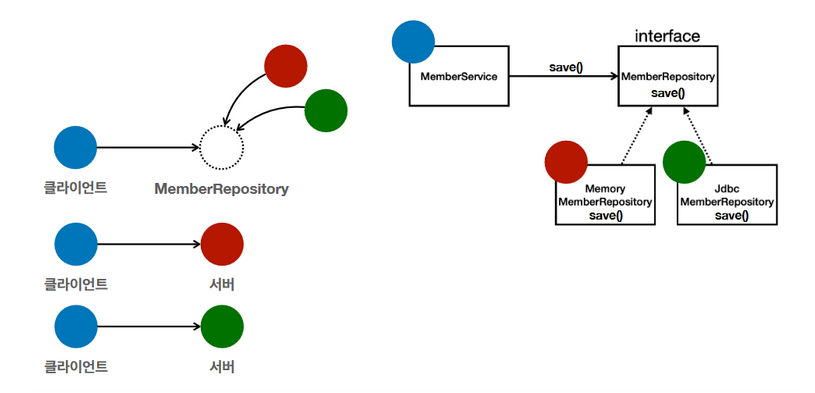 클라이언트
MemberRepository
클라이언트
서버
클라이언트
서버
interface
MemberService
save()
MemberRepository
save()
Memory
MemberRepository
save()
Jdbc
MemberRepository
save()